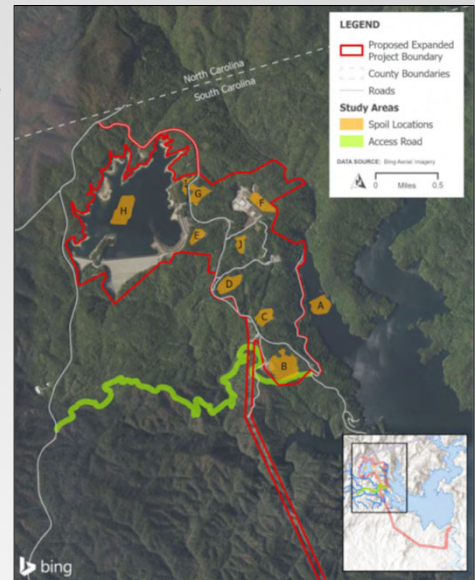 LEGEND
Proposed Expanded
Project Boundary
County Boundaries
Roads
Study Areas
Spoil Locations
Access Road
DATA SOURCE: Bing Aerial Imagery
0 Miles 0.5
North Carolina
South Carolina
H
G
F
E
J
D
A
C
B
bing